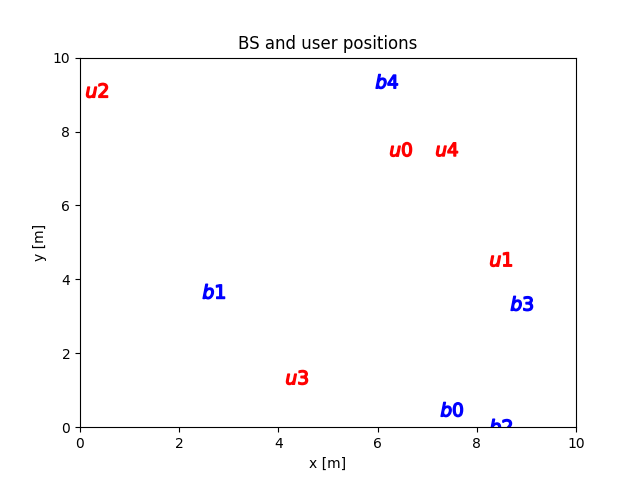 BS and user positions
10
8
6
4
2
0
y [m]
u2
b4
u0 u4
u1
b1
b3
u3
b0
b2
0 2 4 6 8 10
x [m]